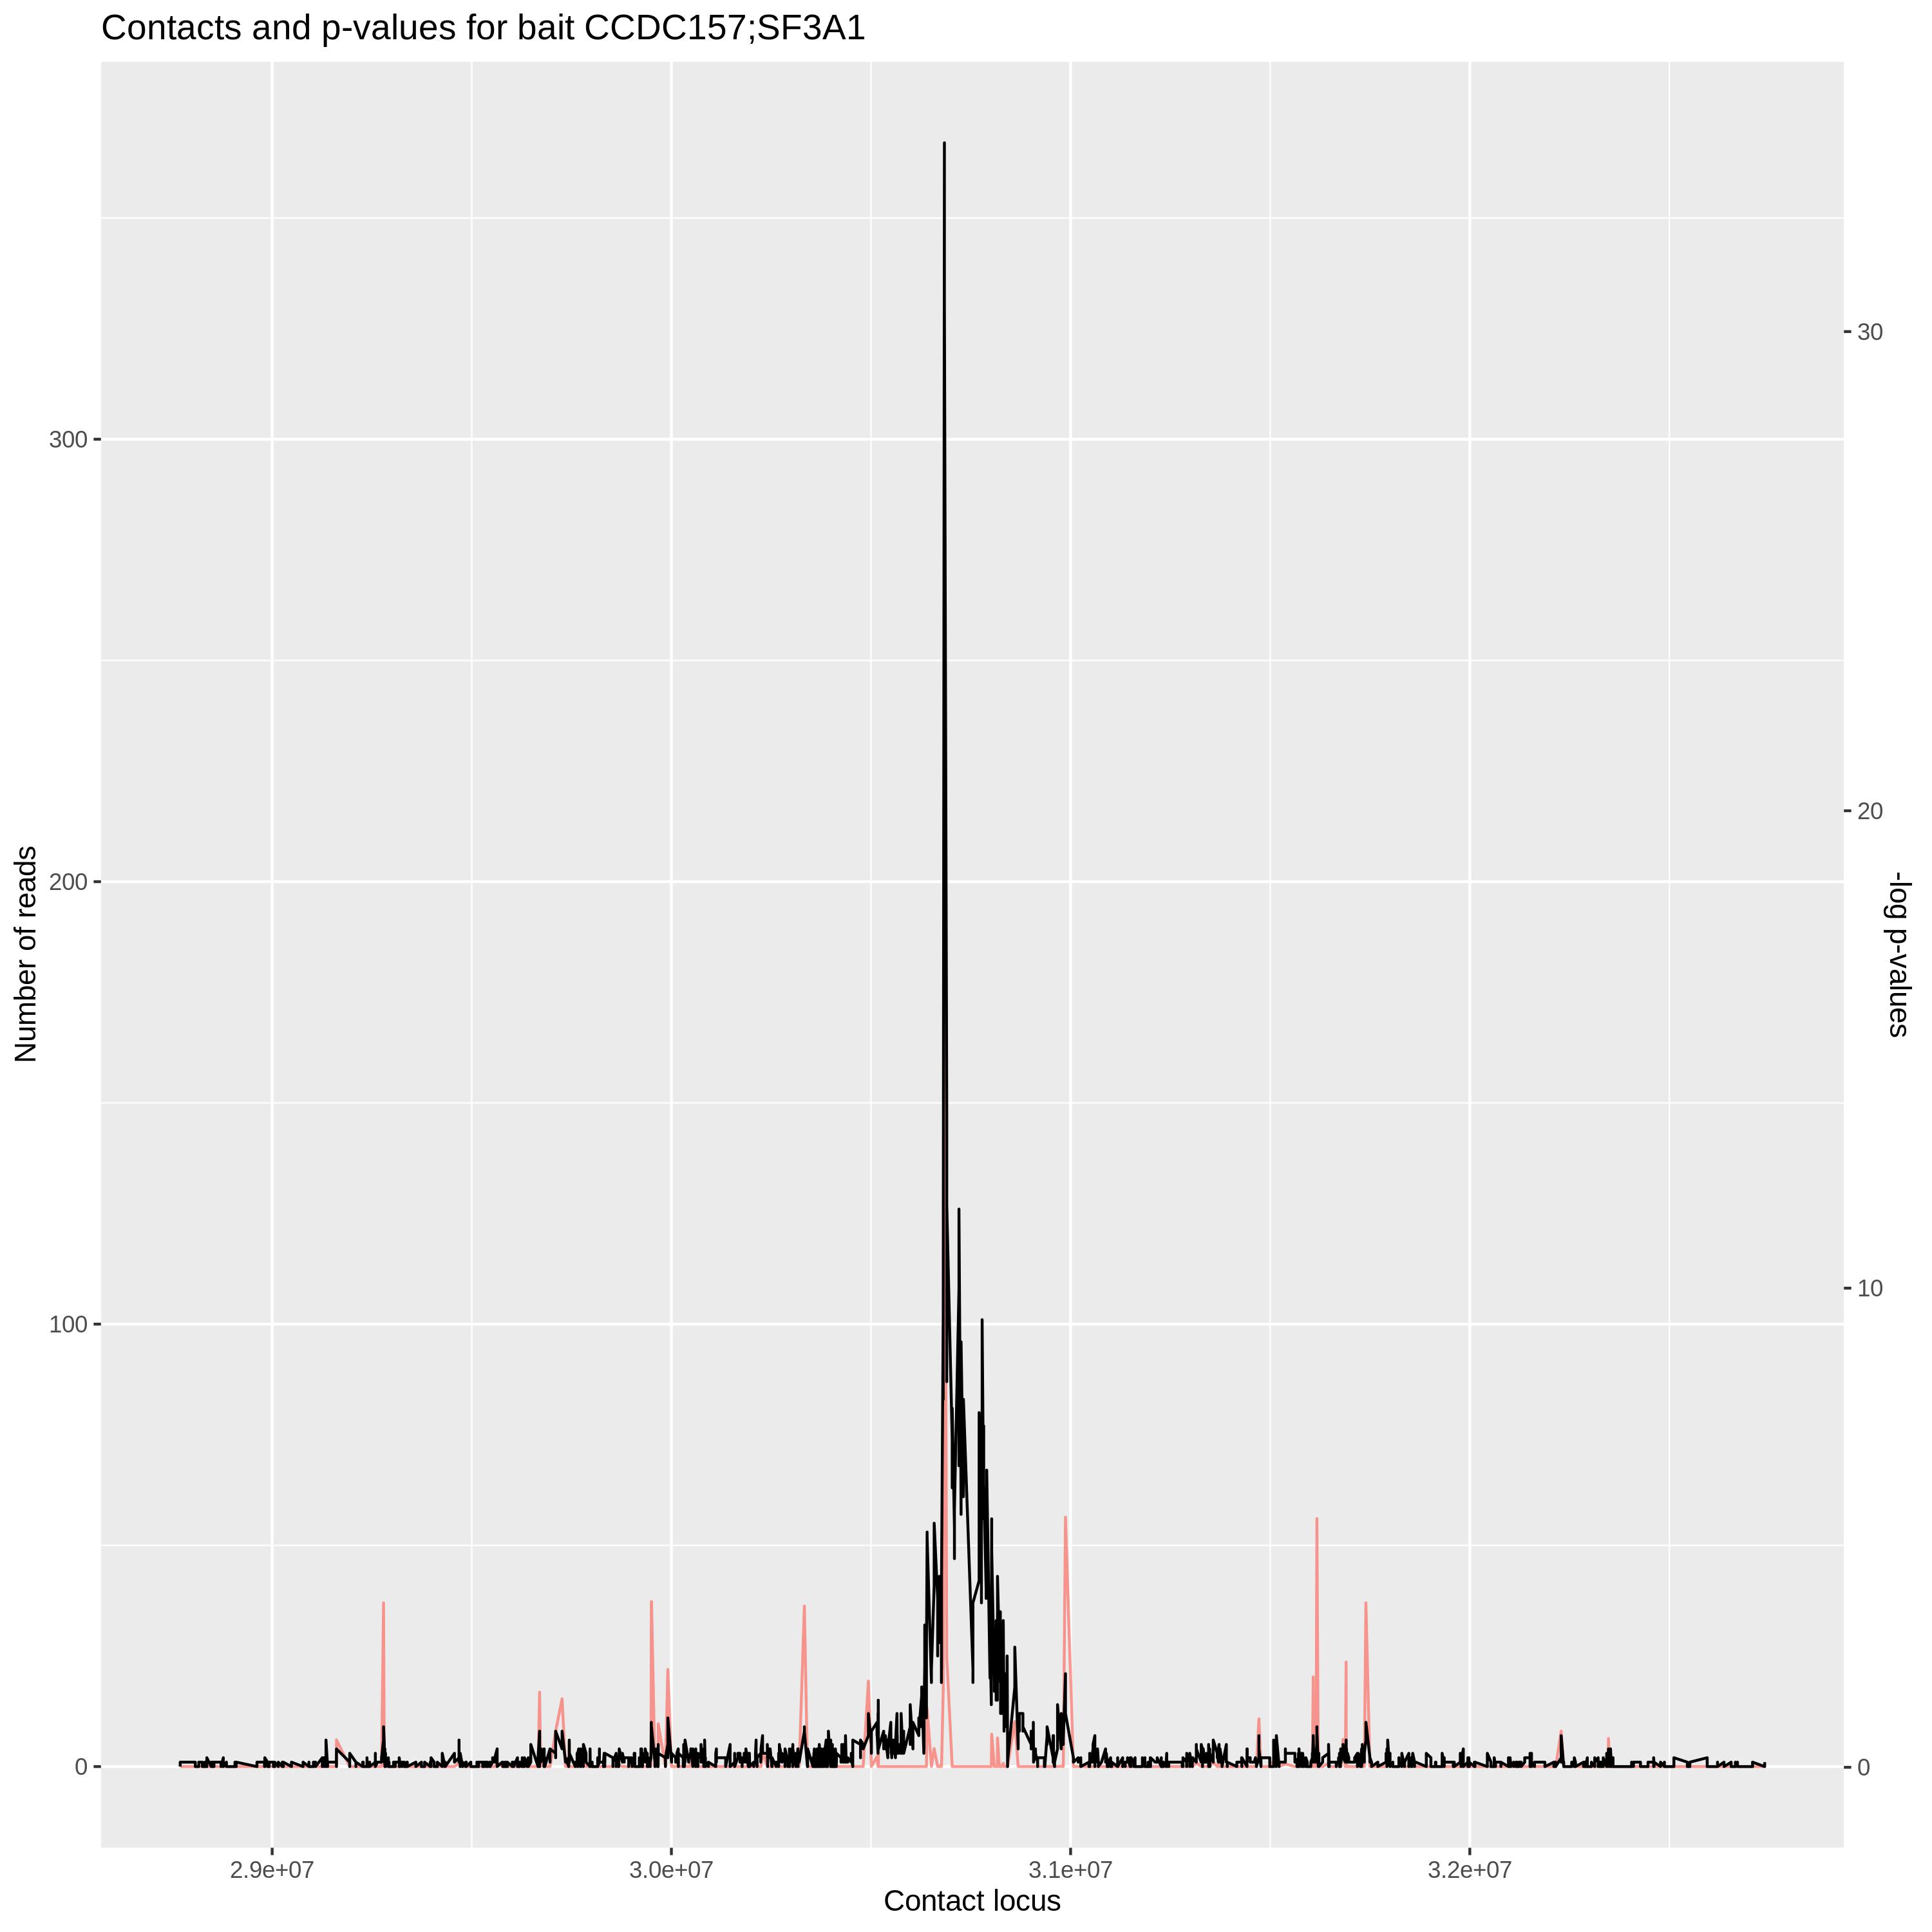 Contacts and p-values for bait CCDC157;SF3A1
Number of reads
300
200
100
0
30
20
10
0
-log p-values
2.9e+07 3.0e+07 3.1e+07 3.2e+07
Contact locus